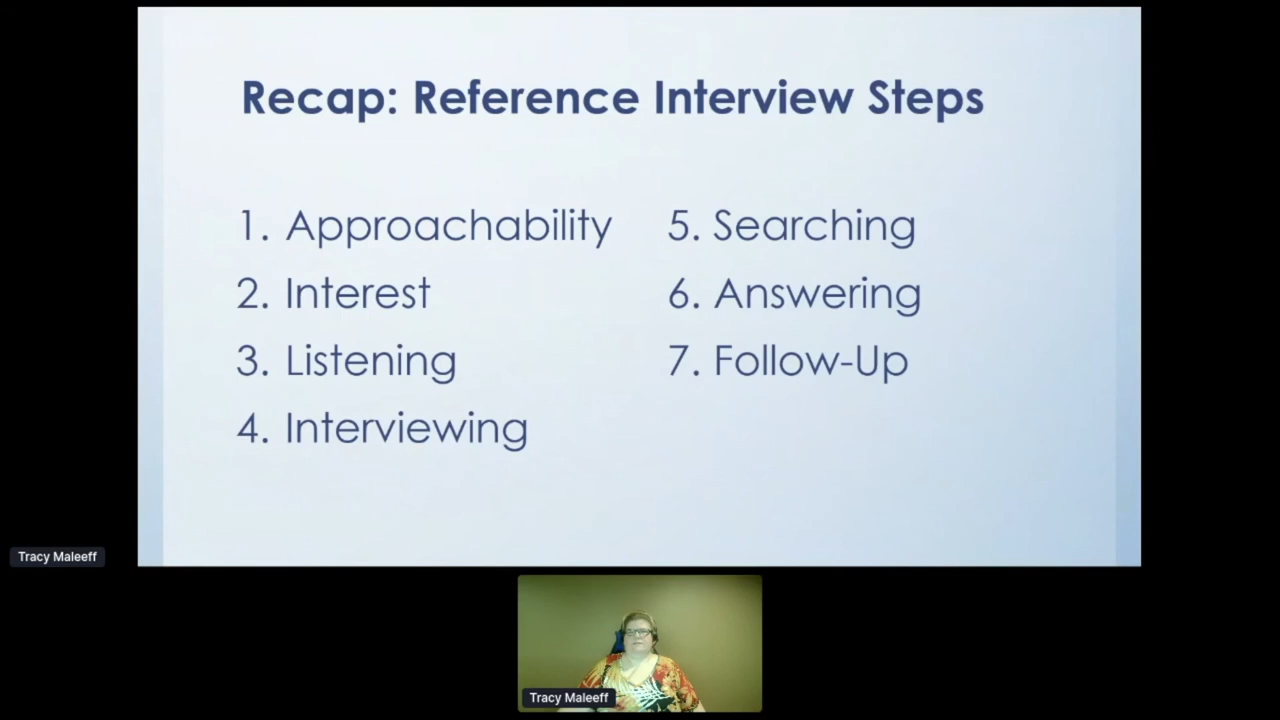 Recap: Reference Interview Steps
1. Approachability
2. Interest
3. Listening
4. Interviewing
5. Searching
6. Answering
7. Follow-Up
Tracy Maleeff
Tracy Maleeff